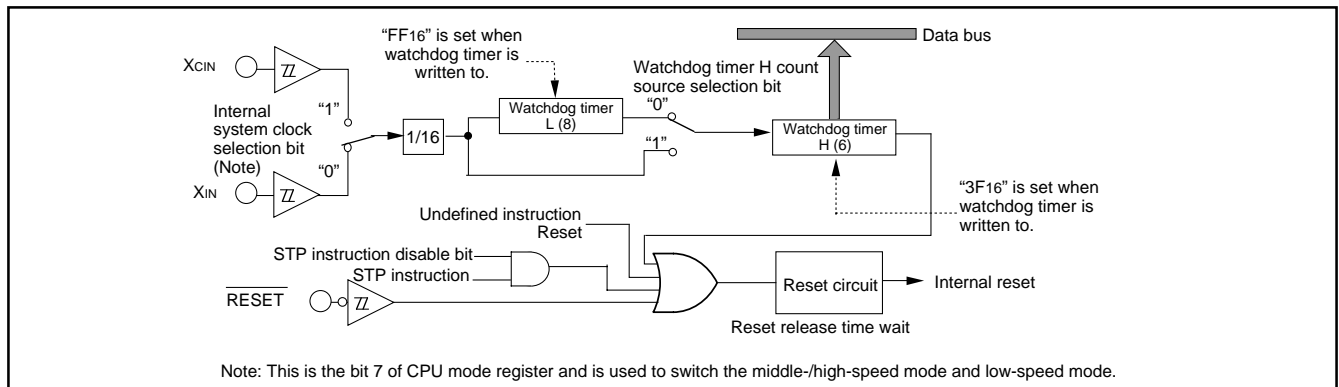 “FF16” is set when
watchdog timer is
written to.
Data bus
XCIN
Watchdog timer H count
source selection bit
“1”
Internal
system clock
selection bit
(Note)
“0”
1/16
Watchdog timer
L (8)
“0”
“1”
Watchdog timer
H (6)
XIN
“3F16” is set when
watchdog timer is
written to.
Undefined instruction
Reset
STP instruction disable bit
STP instruction
RESET
Reset circuit
Internal reset
Reset release time wait
Note: This is the bit 7 of CPU mode register and is used to switch the middle-/high-speed mode and low-speed mode.